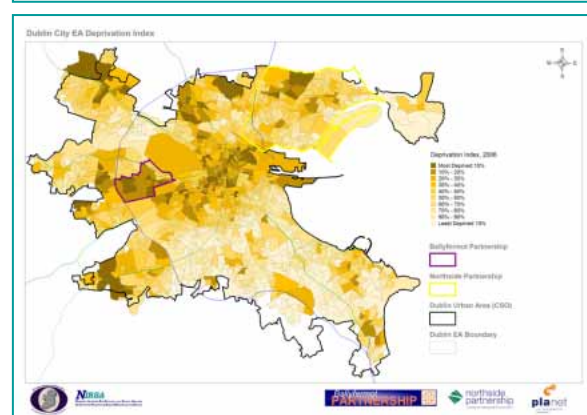 Dublin City EA Deprivation Index
Deprivation Index, 2006
Most Deprived 10%
10% - 20%
20% - 30%
30% - 40%
40% - 50%
50% - 60%
60% - 70%
70% - 80%
80% - 90%
Least Deprived 10%
Ballyfermot Partnership
Northside Partnership
Dublin Urban Area (CSO)
Dublin EA Boundary
NIRSA
Ballyfermot
PARTNERSHIP
northside
partnership
planet